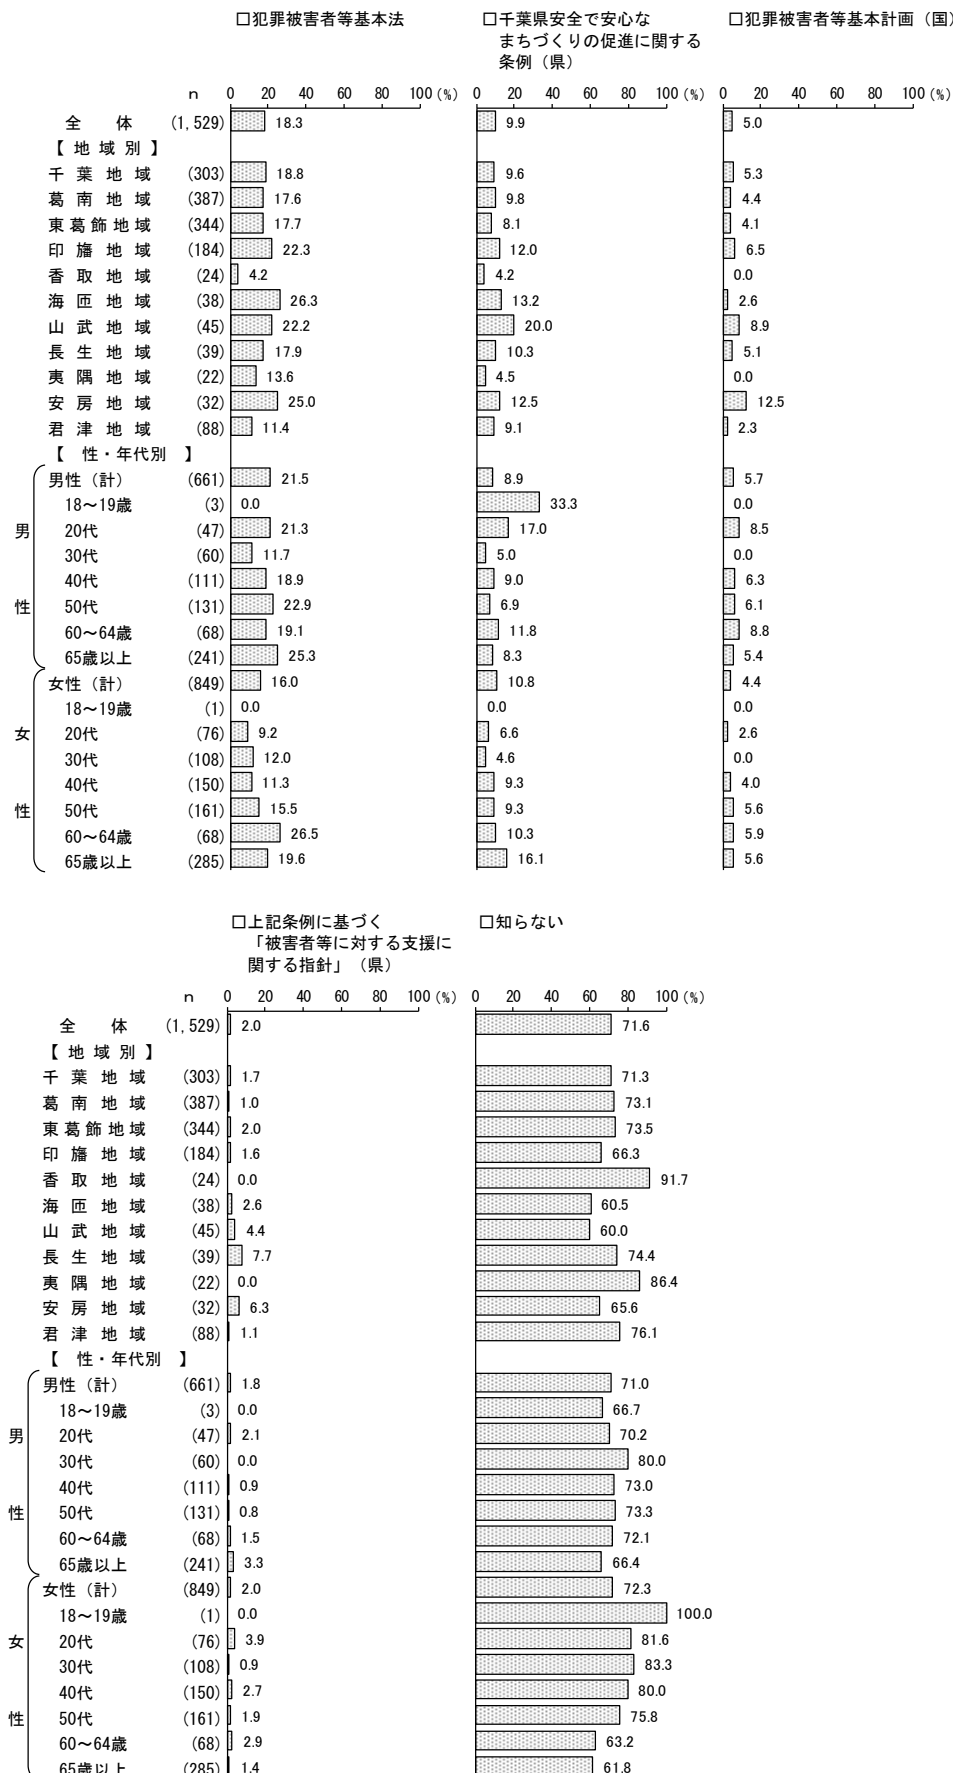 □犯罪被害者等基本法 □千葉県安全で安心な □犯罪被害者等基本計画（国）
まちづくりの促進に関する
条例（県）
n 0 20 40 60 80 100 (%) 0 20 40 60 80 100 (%) 0 20 40 60 80 100 (%)
全 体 (1,529) 18.3 9.9 5.0
【地域別】
千葉地域 (303) 18.8 9.6 5.3
葛南地域 (387) 17.6 9.8 4.4
東葛飾地域 (344) 17.7 8.1 4.1
印旛地域 (184) 22.3 12.0 6.5
香取地域 (24) 4.2 4.2 0.0
海匝地域 (38) 26.3 13.2 2.6
山武地域 (45) 22.2 20.0 8.9
長生地域 (39) 17.9 10.3 5.1
夷隅地域 (22) 13.6 4.5 0.0
安房地域 (32) 25.0 12.5 12.5
君津地域 (88) 11.4 9.1 2.3
【 性・年代別 】
男性（計） (661) 21.5 8.9 5.7
18～19歳 (3) 0.0 33.3 0.0
男 20代 (47) 21.3 17.0 8.5
30代 (60) 11.7 5.0 0.0
40代 (111) 18.9 9.0 6.3
性 50代 (131) 22.9 6.9 6.1
60～64歳 (68) 19.1 11.8 8.8
65歳以上 (241) 25.3 8.3 5.4
女性（計） (849) 16.0 10.8 4.4
18～19歳 (1) 0.0 0.0 0.0
女 20代 (76) 9.2 6.6 2.6
30代 (108) 12.0 4.6 0.0
40代 (150) 11.3 9.3 4.0
性 50代 (161) 15.5 9.3 5.6
60～64歳 (68) 26.5 10.3 5.9
65歳以上 (285) 19.6 16.1 5.6
□上記条例に基づく □知らない
「被害者等に対する支援に
関する指針」（県）
n 0 20 40 60 80 100 (%) 0 20 40 60 80 100 (%)
全 体 (1,529) 2.0 71.6
【地域別】
千葉地域 (303) 1.7 71.3
葛南地域 (387) 1.0 73.1
東葛飾地域 (344) 2.0 73.5
印旛地域 (184) 1.6 66.3
香取地域 (24) 0.0 91.7
海匝地域 (38) 2.6 60.5
山武地域 (45) 4.4 60.0
長生地域 (39) 7.7 74.4
夷隅地域 (22) 0.0 86.4
安房地域 (32) 6.3 65.6
君津地域 (88) 1.1 76.1
【 性・年代別 】
男性（計） (661) 1.8 71.0
18～19歳 (3) 0.0 66.7
男 20代 (47) 2.1 70.2
30代 (60) 0.0 80.0
40代 (111) 0.9 73.0
性 50代 (131) 0.8 73.3
60～64歳 (68) 1.5 72.1
65歳以上 (241) 3.3 66.4
女性（計） (849) 2.0 72.3
18～19歳 (1) 0.0 100.0
女 20代 (76) 3.9 81.6
30代 (108) 0.9 83.3
40代 (150) 2.7 80.0
性 50代 (161) 1.9 75.8
60～64歳 (68) 2.9 63.2
65歳以上 (285) 1.4 61.8